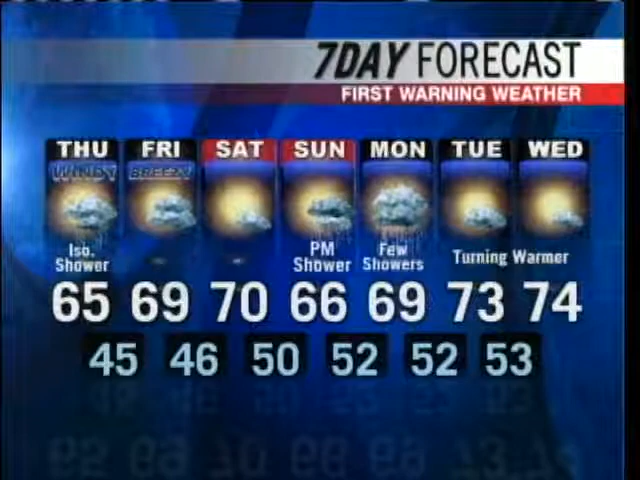 7DAY FORECAST
FIRST WARNING WEATHER
THU FRI SAT SUN MON TUE WED
WINDY BREEZY
Iso. Shower PM Shower Few Showers Turning Warmer
65 69 70 66 69 73 74
45 46 50 52 52 53